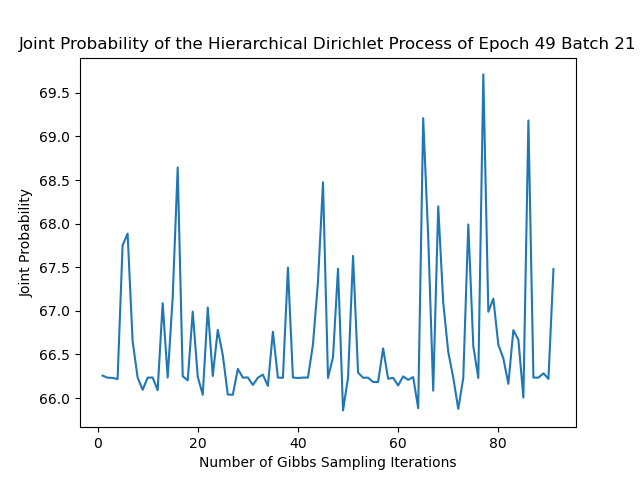 Joint Probability of the Hierarchical Dirichlet Process of Epoch 49 Batch 21
69.5
69.0
68.5
68.0
67.5
67.0
66.5
66.0
Joint Probability
0 20 40 60 80
Number of Gibbs Sampling Iterations